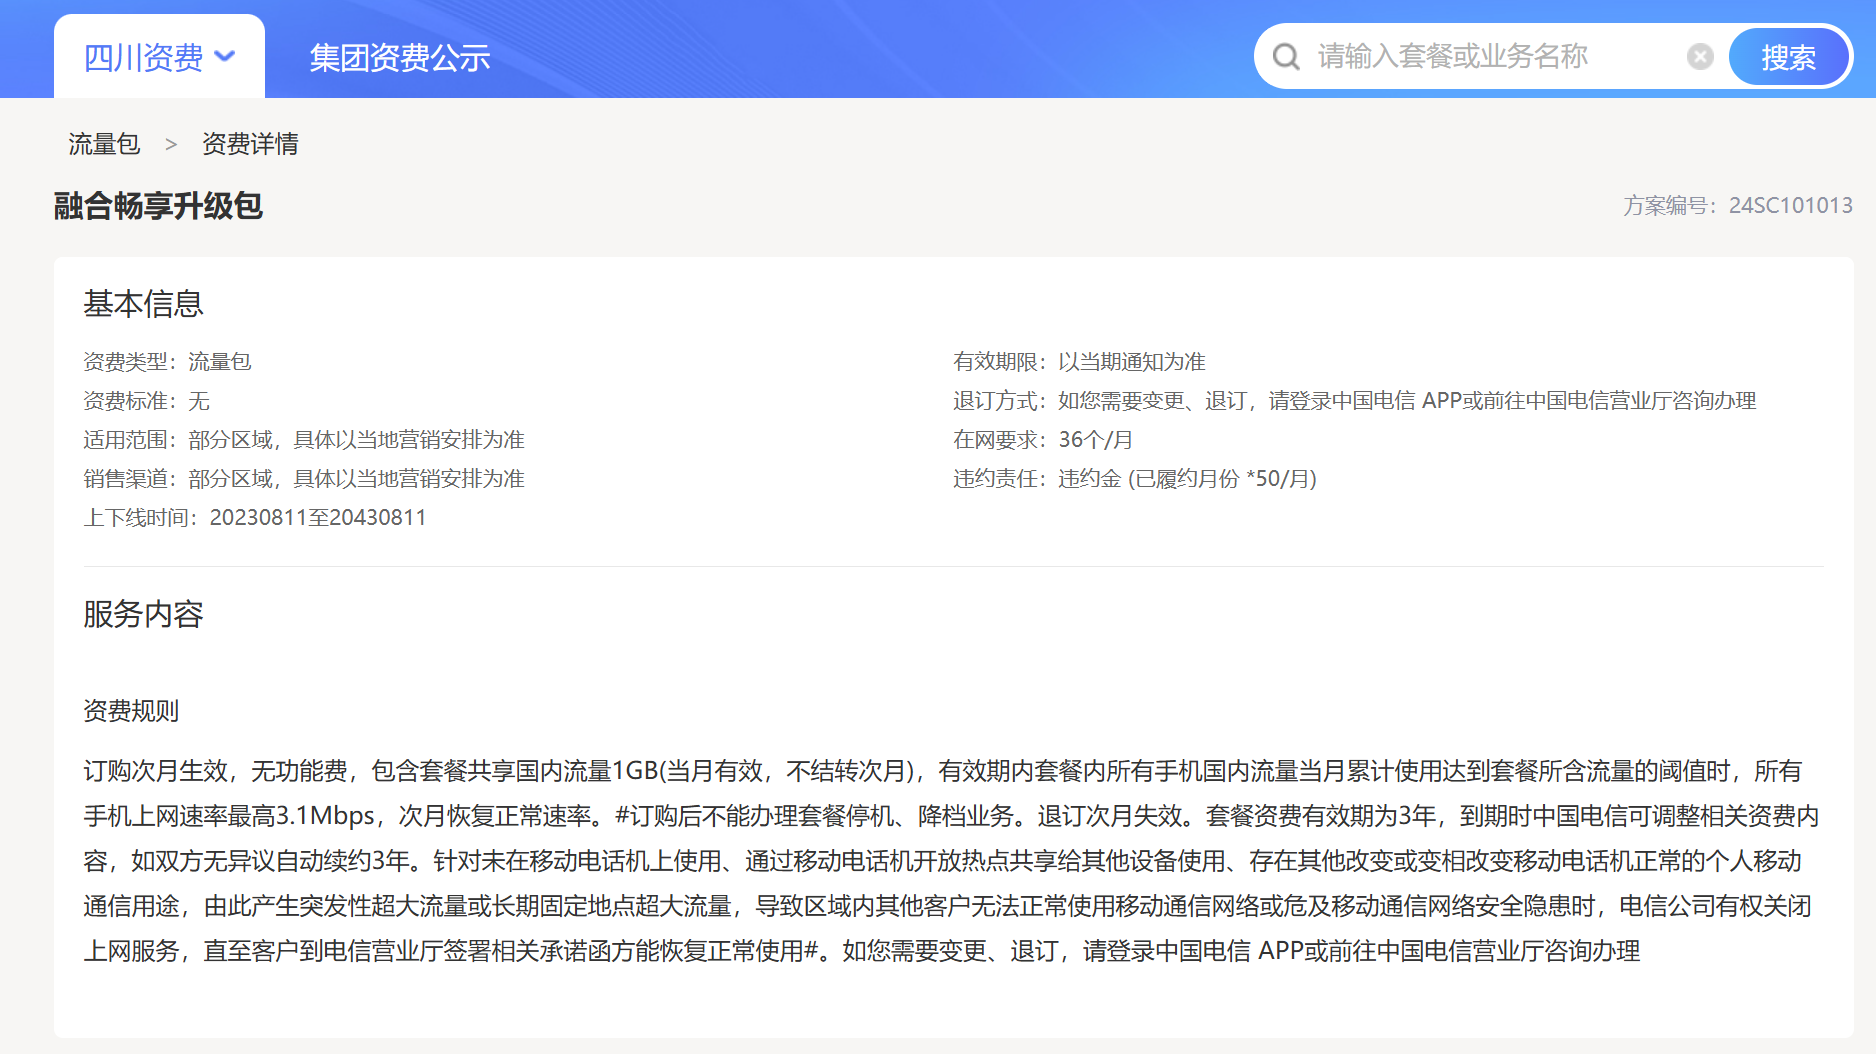 四川资费
集团资费公示
请输入套餐或业务名称
搜索
流量包 > 资费详情
融合畅享升级包
方案编号：24SC101013
基本信息
资费类型：流量包
有效期限：以当期通知为准
资费标准：无
退订方式：如您需要变更、退订，请登录中国电信 APP或前往中国电信营业厅咨询办理
适用范围：部分区域，具体以当地营销安排为准
在网要求：36个/月
销售渠道：部分区域，具体以当地营销安排为准
违约责任：违约金 (已履约月份 *50/月)
上下线时间：20230811至20430811
服务内容
资费规则
订购次月生效，无功能费，包含套餐共享国内流量1GB(当月有效，不结转次月)，有效期内套餐内所有手机国内流量当月累计使用达到套餐所含流量的阈值时，所有
手机上网速率最高3.1Mbps，次月恢复正常速率。#订购后不能办理套餐停机、降档业务。退订次月失效。套餐资费有效期为3年，到期时中国电信可调整相关资费内
容，如双方无异议自动续约3年。针对未在移动电话机上使用、通过移动电话机开放热点共享给其他设备使用、存在其他改变或变相改变移动电话机正常的个人移动
通信用途，由此产生突发性超大流量或长期固定地点超大流量，导致区域内其他客户无法正常使用移动通信网络或危及移动通信网络安全隐患时，电信公司有权关闭
上网服务，直至客户到电信营业厅签署相关承诺函方能恢复正常使用#。如您需要变更、退订，请登录中国电信 APP或前往中国电信营业厅咨询办理